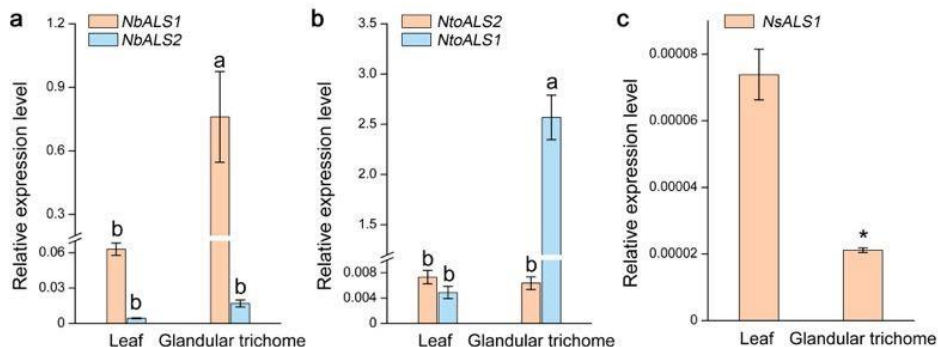 a
NbALS1
NbALS2
Relative expression level
1.2
0.9
0.6
0.3
0.06
0.03
0
b
b
a
b
Leaf
Glandular trichome
b
NtoALS2
NtoALS1
Relative expression level
3.5
3.0
2.5
1.5
0.008
0.004
0
b
b
b
a
Leaf
Glandular trichome
c
NsALS1
Relative expression level
0.00008
0.00006
0.00004
0.00002
0
*
Leaf
Glandular trichome